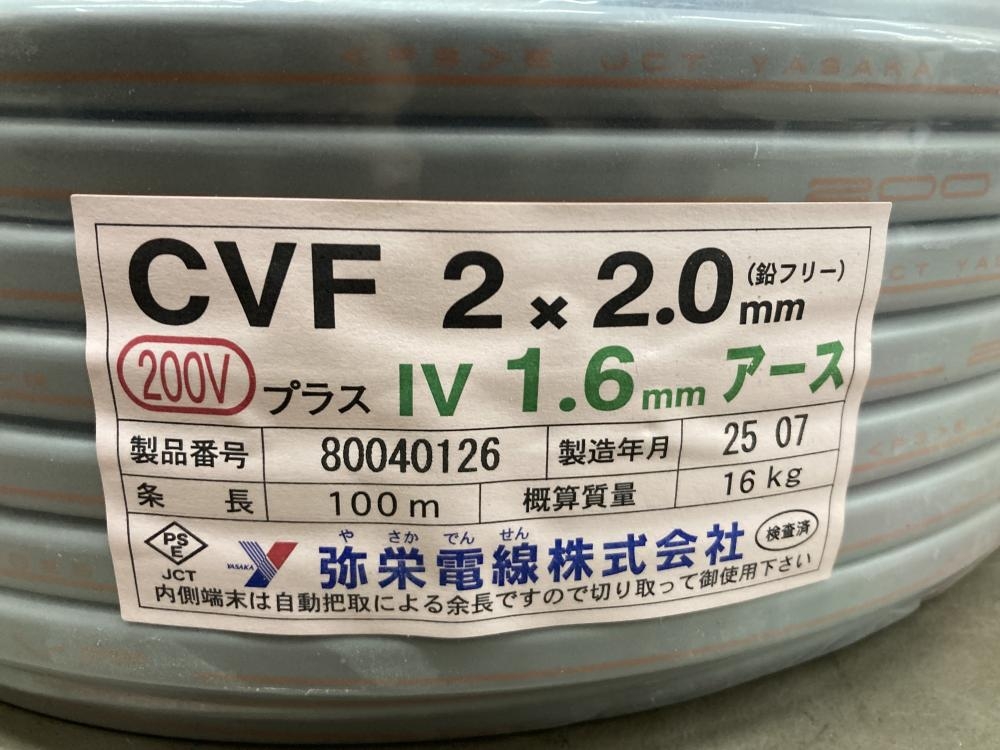 <PS>E JCT YASAKA
200
JCT YA
CVF 2×2.0mm (鉛フリー)
200V プラス IV 1.6mm アース
製品番号 80040126 製造年月 25 07
条長 100m 概算質量 16kg
や さか でん せん
PSE JCT YASAKA 弥栄電線株式会社 検査済
内側端末は自動把取による余長ですので切り取って御使用下さい